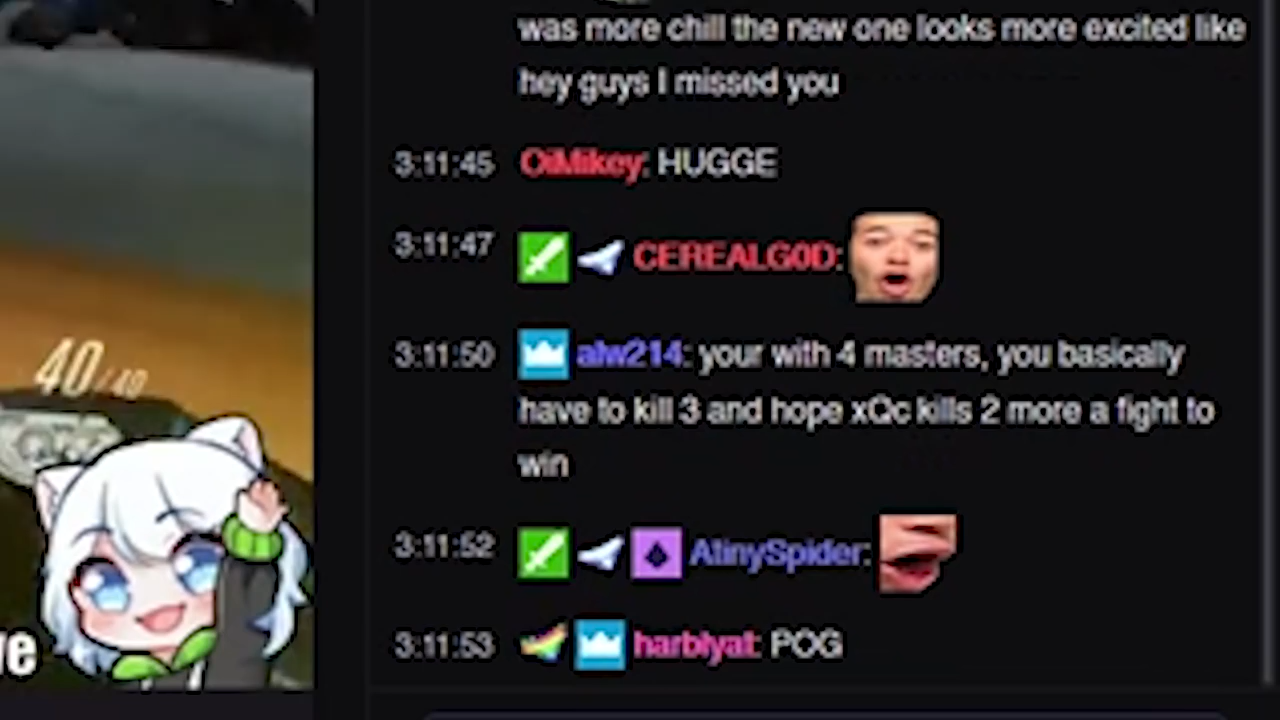 was more chill the new one looks more excited like
hey guys I missed you
3:11:45 OiMikey: HUGGE
3:11:47 CEREALG0D:
3:11:50 alw214: your with 4 masters, you basically
have to kill 3 and hope xQc kills 2 more a fight to
win
3:11:52 AtinySpider:
3:11:53 harblyat: POG
40/40
ve